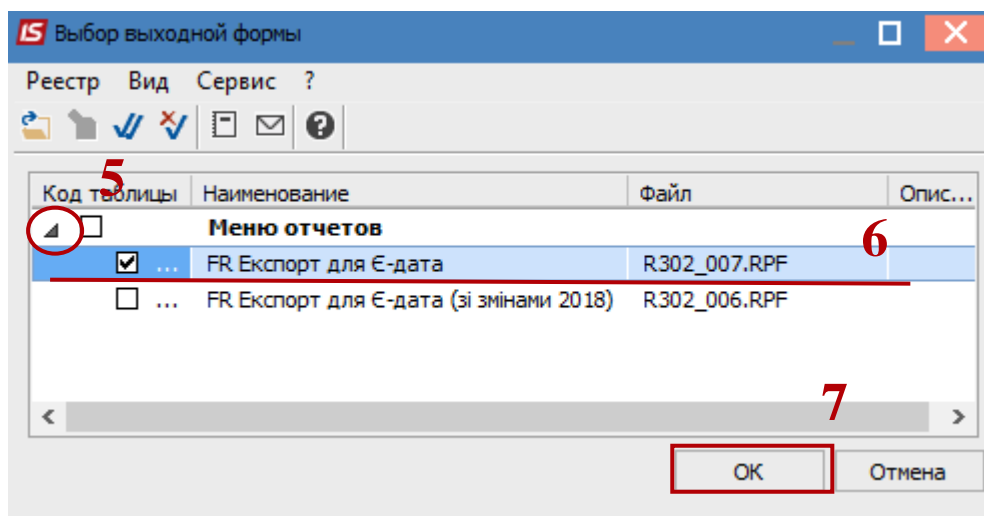 IS Выбор выходной формы
Реестр Вид Сервис ?
5
Код таблицы Наименование Файл Опис...
Меню отчетов
6
... FR Експорт для Є-дата R302_007.RPF
... FR Експорт для Є-дата (зі змінами 2018) R302_006.RPF
7
OK Отмена